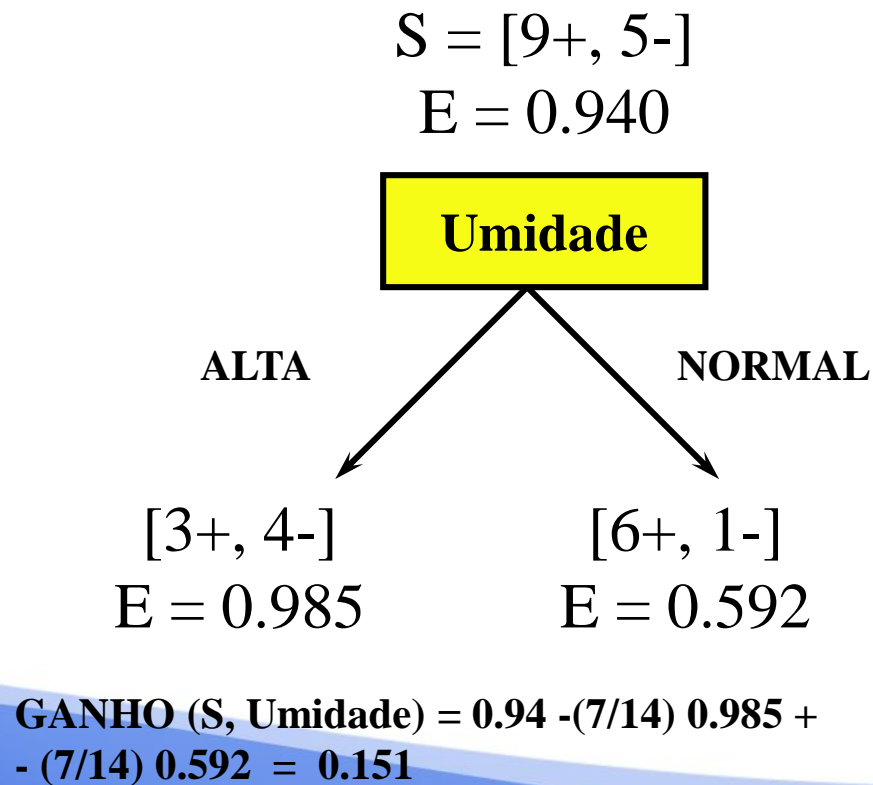 S = [9+, 5-]
E = 0.940
Umidade
ALTA NORMAL
[3+, 4-] [6+, 1-]
E = 0.985 E = 0.592
GANHO (S, Umidade) = 0.94 -(7/14) 0.985 +
- (7/14) 0.592 = 0.151